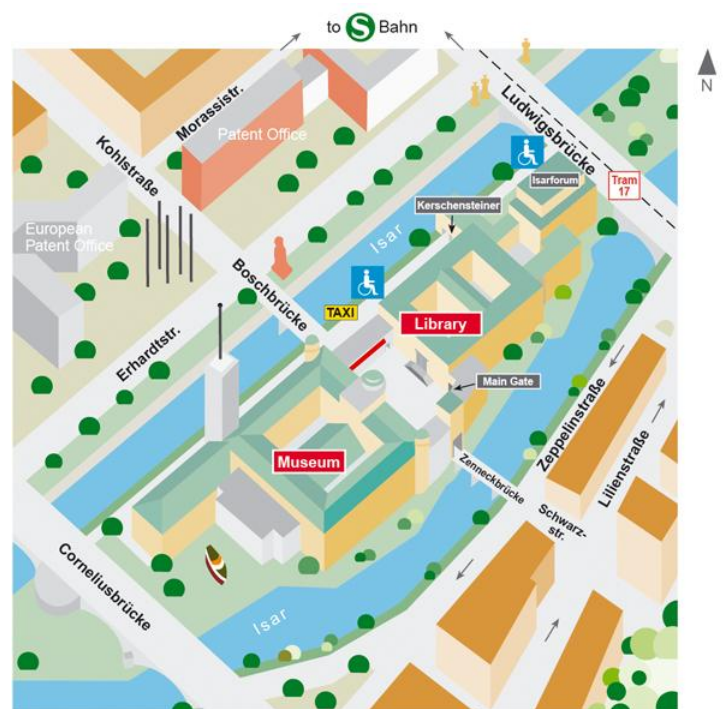 to S Bahn
N
Morassistr.
Patent Office
Ludwigsbrücke
Kohlstraße
Isarforum
Tram
17
Kerschensteiner
European
Patent Office
Isar
Boschbrücke
TAXI
Library
Erhardtstr.
Main Gate
Museum
Zeppelinstraße
Lilienstraße
Zenneckbrücke
Schwarz-
str.
Corneliusbrücke
Isar